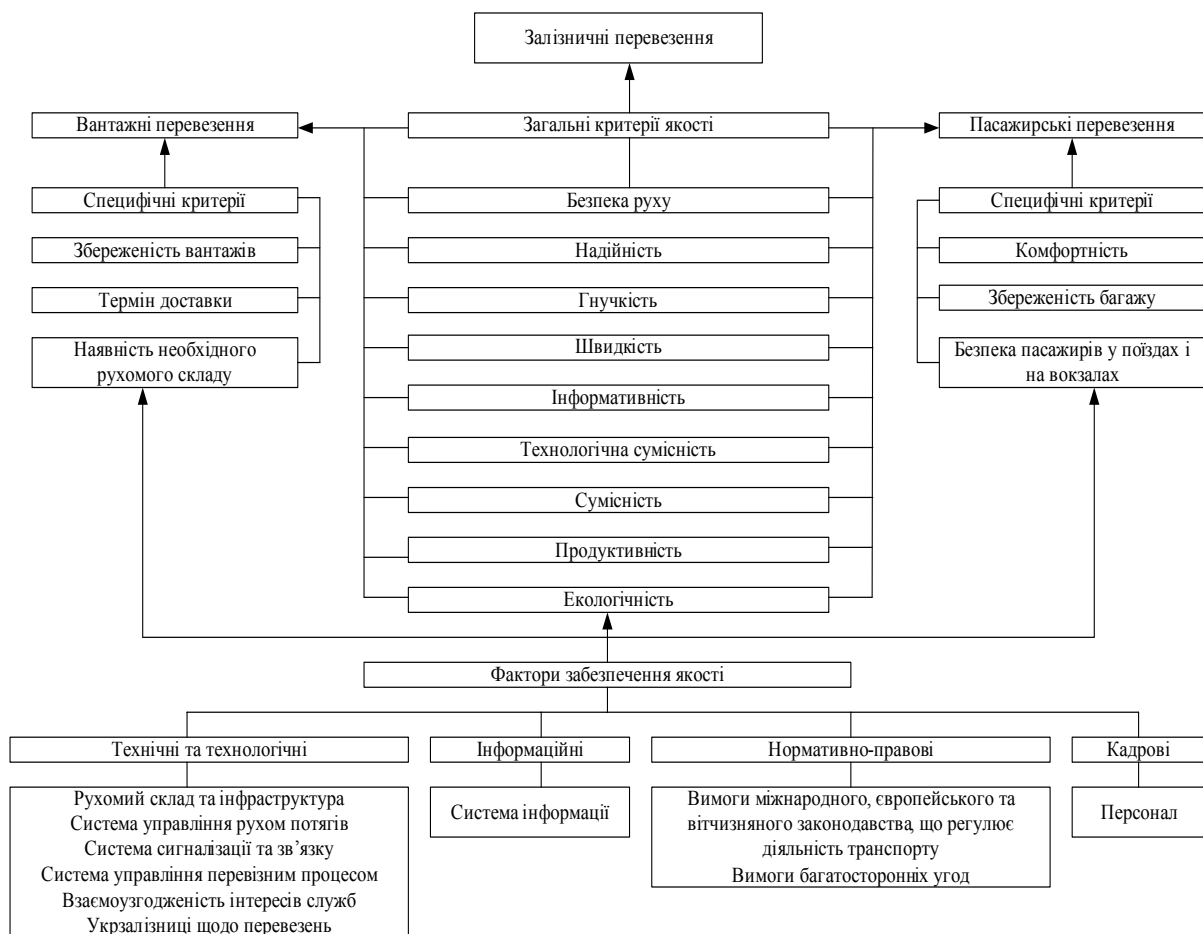 Залізничні перевезення
Вантажні перевезення
Загальні критерії якості
Пасажирські перевезення
Специфічні критерії
Безпека руху
Специфічні критерії
Збереженість вантажів
Надійність
Комфортність
Термін доставки
Гнучкість
Збереженість багажу
Наявність необхідного
рухомого складу
Швидкість
Безпека пасажирів у поїздах і
на вокзалах
Інформативність
Технологічна сумісність
Сумісність
Продуктивність
Екологічність
Фактори забезпечення якості
Технічні та технологічні
Інформаційні
Нормативно-правові
Кадрові
Рухомий склад та інфраструктура
Система управління рухом потягів
Система сигналізації та зв’язку
Система управління перевізним процесом
Взаємоузгодженість інтересів служб
Укрзалізниці щодо перевезень
Система інформації
Вимоги міжнародного, європейського та
вітчизняного законодавства, що регулює
діяльність транспорту
Вимоги багатосторонніх угод
Персонал